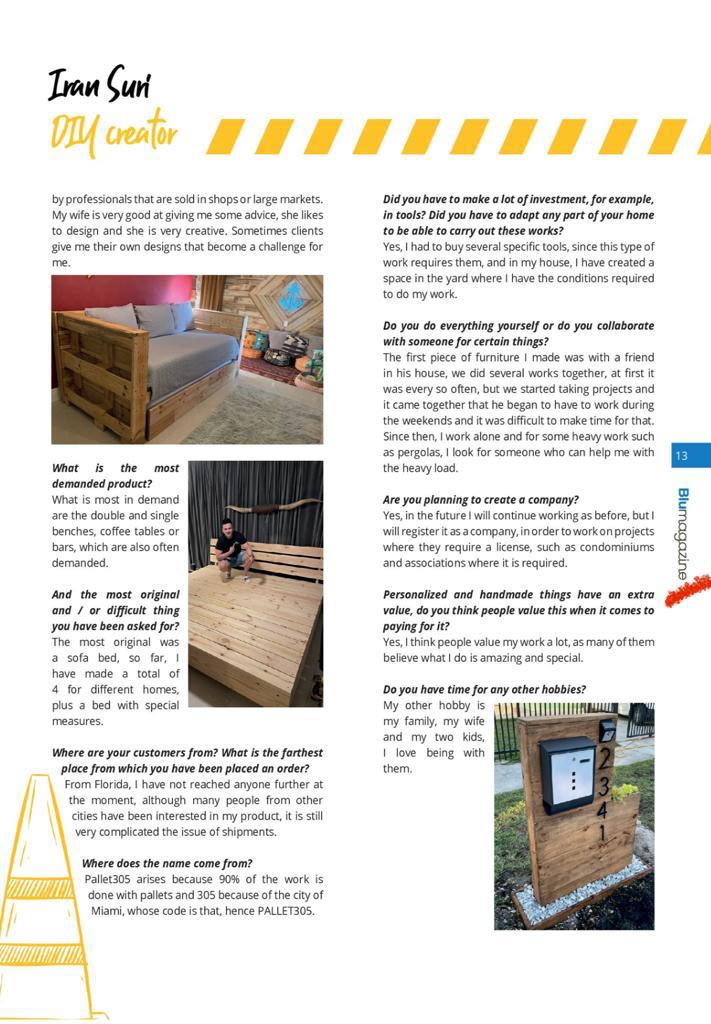 Iran Suri
DIY creator
by professionals that are sold in shops or large markets.
My wife is very good at giving me some advice, she likes
to design and she is very creative. Sometimes clients
give me their own designs that become a challenge for
me.
What is the most
demanded product?
What is most in demand
are the double and single
benches, coffee tables or
bars, which are also often
demanded.
And the most original
and / or difficult thing
you have been asked for?
The most original was
a sofa bed, so far, I
have made a total of
4 for different homes,
plus a bed with special
measures.
Where are your customers from? What is the farthest
place from which you have been placed an order?
From Florida, I have not reached anyone further at
the moment, although many people from other
cities have been interested in my product, it is still
very complicated the issue of shipments.
Where does the name come from?
Pallet305 arises because 90% of the work is
done with pallets and 305 because of the city of
Miami, whose code is that, hence PALLET305.
Did you have to make a lot of investment, for example,
in tools? Did you have to adapt any part of your home
to be able to carry out these works?
Yes, I had to buy several specific tools, since this type of
work requires them, and in my house, I have created a
space in the yard where I have the conditions required
to do my work.
Do you do everything yourself or do you collaborate
with someone for certain things?
The first piece of furniture I made was with a friend
in his house, we did several works together, at first it
was every so often, but we started taking projects and
it came together that he began to have to work during
the weekends and it was difficult to make time for that.
Since then, I work alone and for some heavy work such
as pergolas, I look for someone who can help me with
the heavy load.
Are you planning to create a company?
Yes, in the future I will continue working as before, but I
will register it as a company, in order to work on projects
where they require a license, such as condominiums
and associations where it is required.
Personalized and handmade things have an extra
value, do you think people value this when it comes to
paying for it?
Yes, I think people value my work a lot, as many of them
believe what I do is amazing and special.
Do you have time for any other hobbies?
My other hobby is
my family, my wife
and my two kids,
I love being with
them.
2
3
4
1
13
Blumagazine